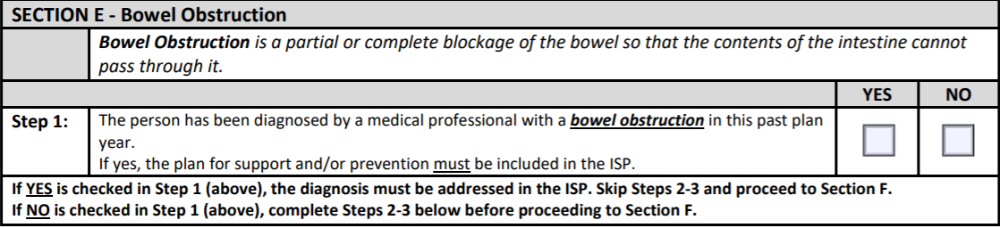 SECTION E - Bowel Obstruction
Bowel Obstruction is a partial or complete blockage of the bowel so that the contents of the intestine cannot
pass through it.
YES NO
Step 1: The person has been diagnosed by a medical professional with a bowel obstruction in this past plan
year.
If yes, the plan for support and/or prevention must be included in the ISP.
If YES is checked in Step 1 (above), the diagnosis must be addressed in the ISP. Skip Steps 2-3 and proceed to Section F.
If NO is checked in Step 1 (above), complete Steps 2-3 below before proceeding to Section F.